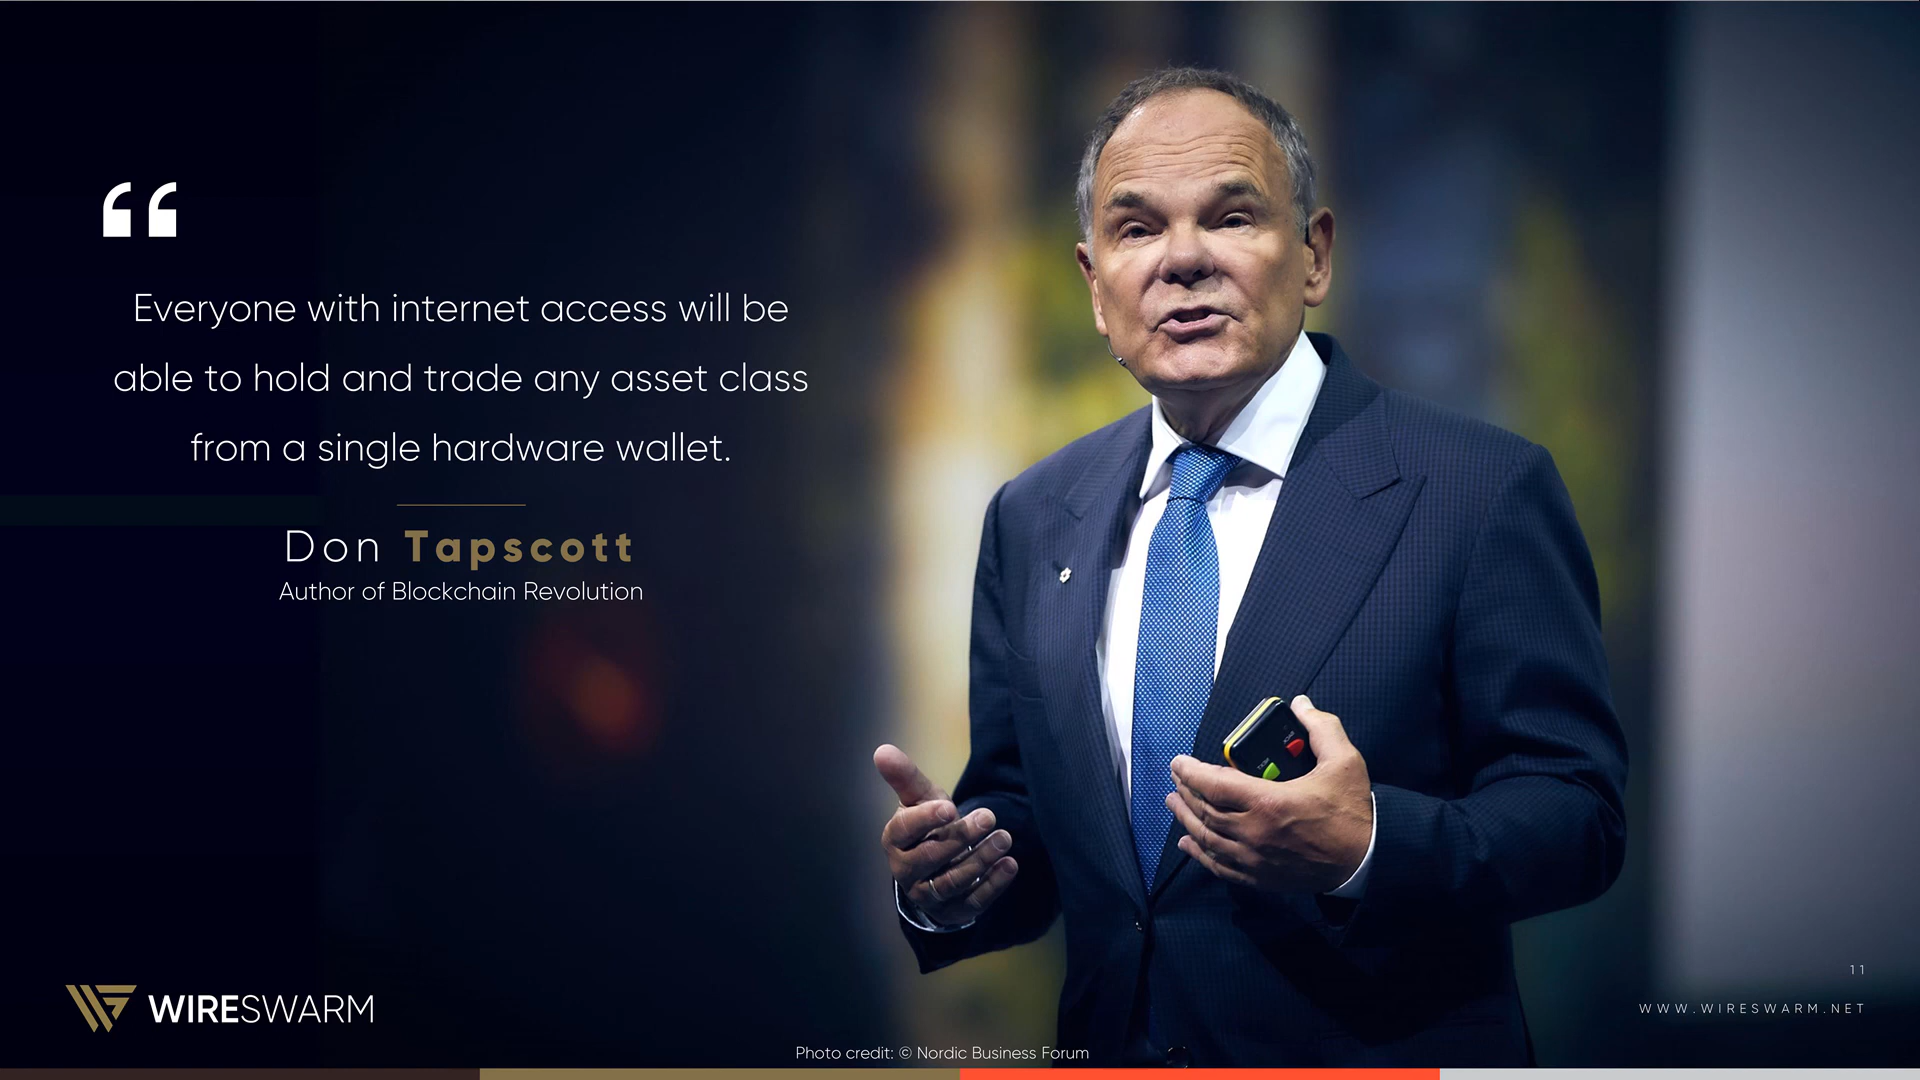 “
Everyone with internet access will be
able to hold and trade any asset class
from a single hardware wallet.
Don Tapscott
Author of Blockchain Revolution
WIRESWARM
11
WWW.WIRESWARM.NET
Photo credit: © Nordic Business Forum